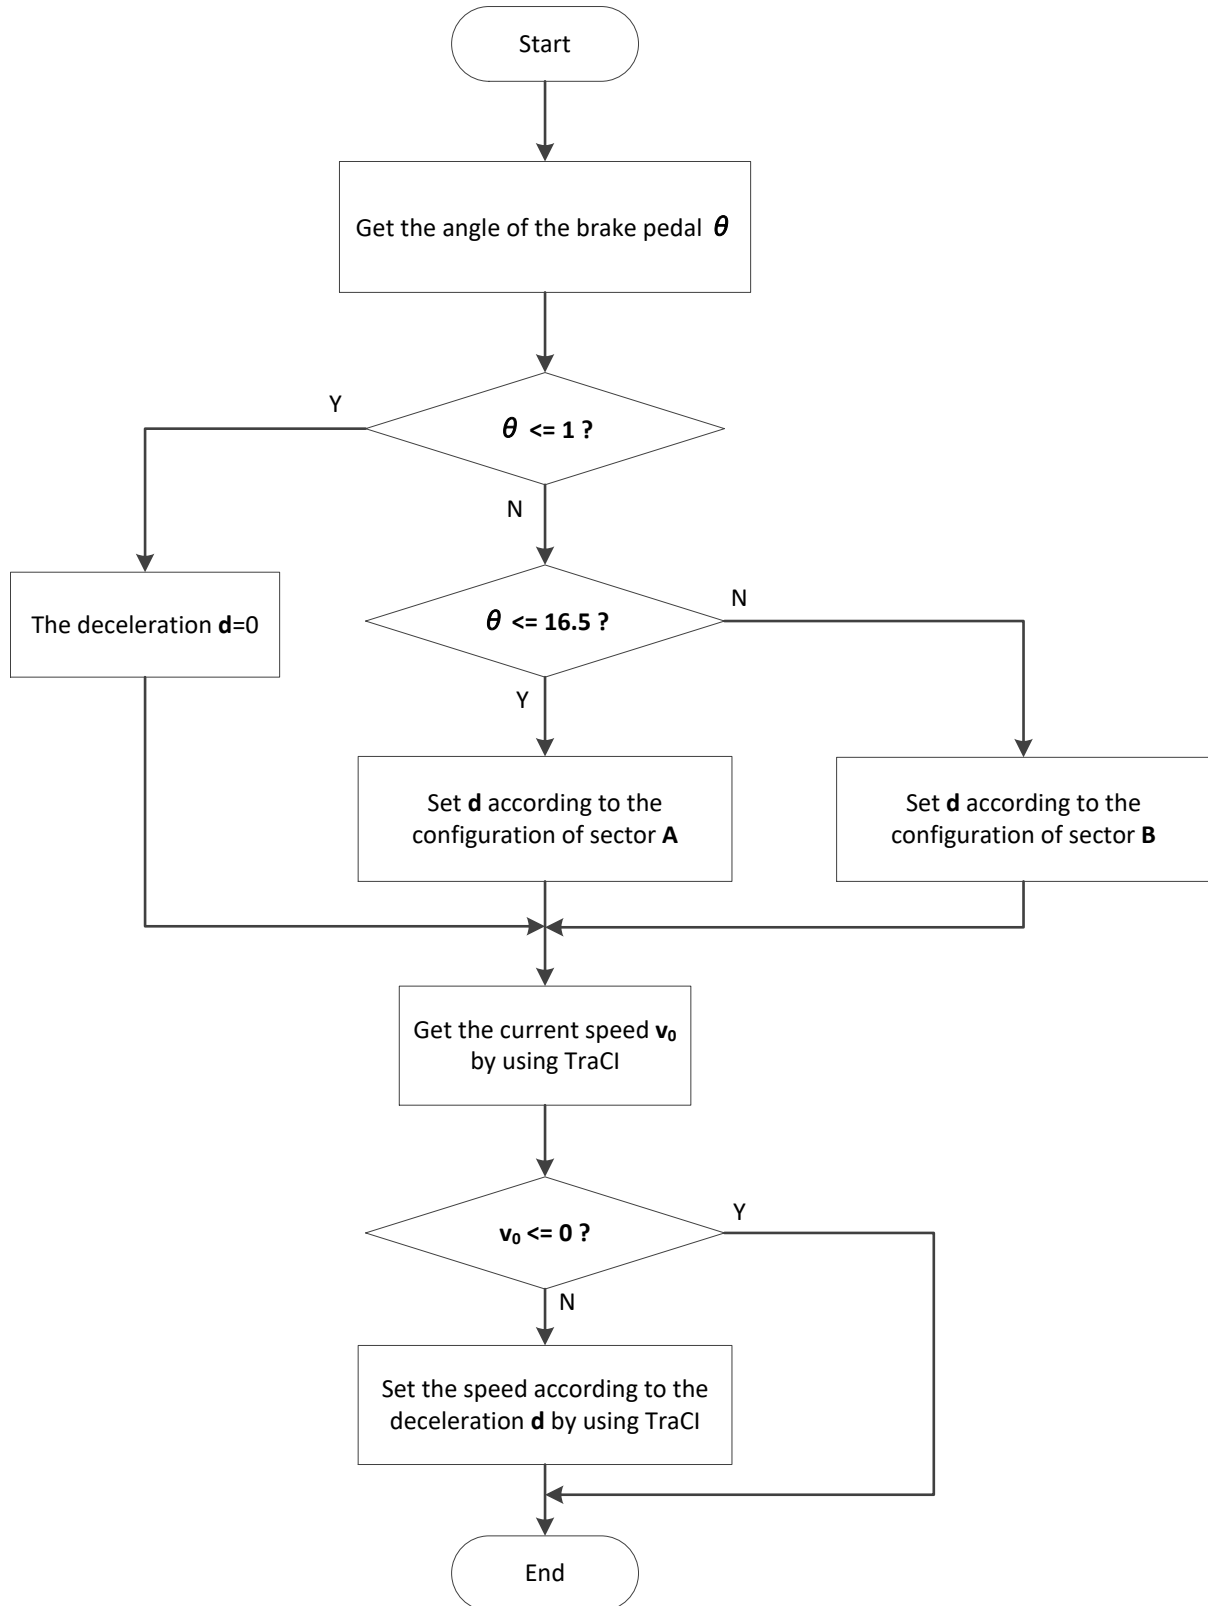 Start
Get the angle of the brake pedal θ
Y
θ <= 1 ?
N
The deceleration d=0
θ <= 16.5 ?
N
Y
Set d according to the
configuration of sector A
Set d according to the
configuration of sector B
Get the current speed v₀
by using TraCI
v₀ <= 0 ?
Y
N
Set the speed according to the
deceleration d by using TraCI
End